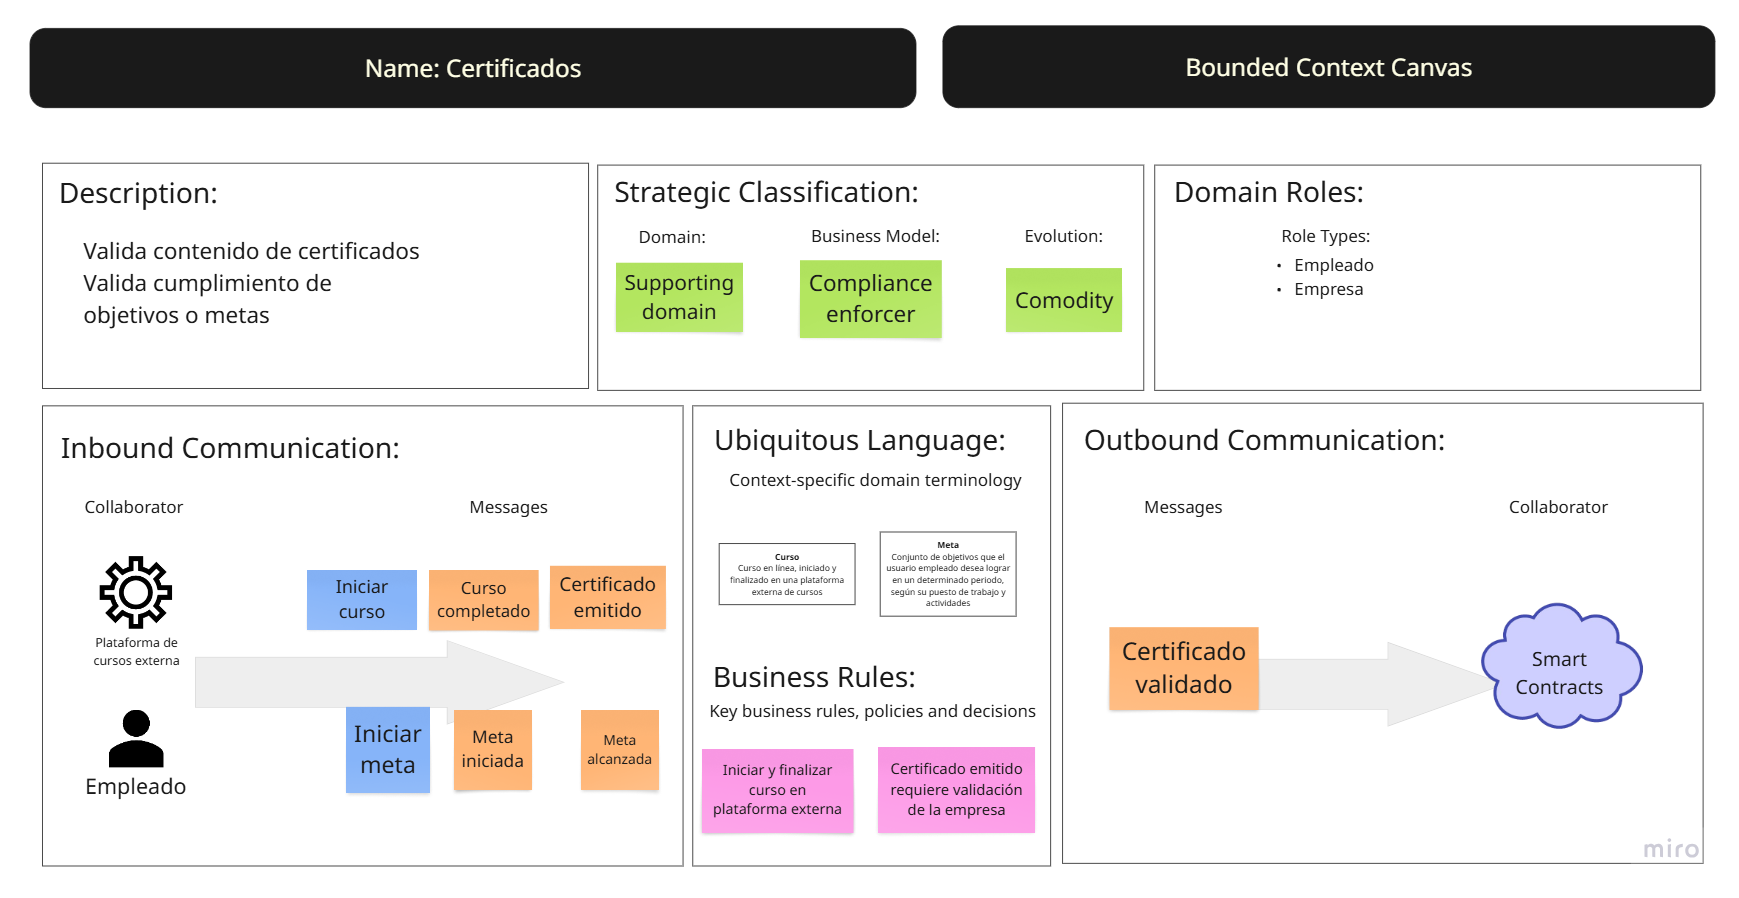 Name: Certificados
Bounded Context Canvas
Description:
Valida contenido de certificados
Valida cumplimiento de
objetivos o metas
Strategic Classification:
Domain:
Supporting
domain
Business Model:
Compliance
enforcer
Evolution:
Comodity
Domain Roles:
Role Types:
• Empleado
• Empresa
Inbound Communication:
Collaborator
Messages
Plataforma de
cursos externa
Iniciar
curso
Curso
completado
Certificado
emitido
Empleado
Iniciar
meta
Meta
iniciada
Meta
alcanzada
Ubiquitous Language:
Context-specific domain terminology
Curso
Curso en línea, iniciado y
finalizado en una plataforma
externa de cursos
Meta
Conjunto de objetivos que el
usuario empleado desea lograr
en un determinado periodo,
según su puesto de trabajo y
actividades
Business Rules:
Key business rules, policies and decisions
Iniciar y finalizar
curso en
plataforma externa
Certificado emitido
requiere validación
de la empresa
Outbound Communication:
Messages
Collaborator
Certificado
validado
Smart
Contracts
miro